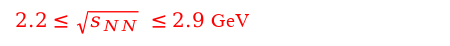 2.2 ≤ √s_NN ≤ 2.9 GeV